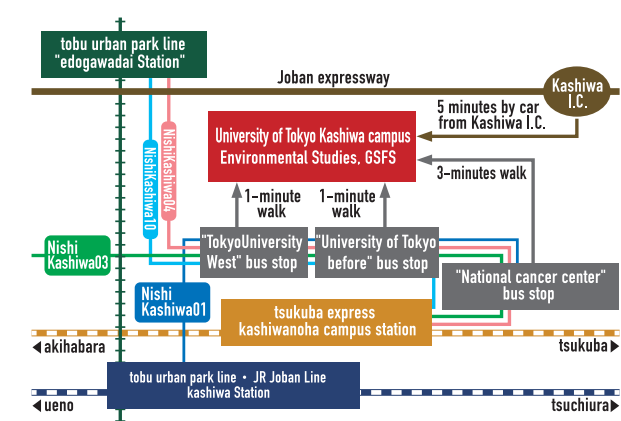 tobu urban park line
"edogawadai Station"
Joban expressway
Kashiwa
I.C.
5 minutes by car
from Kashiwa I.C.
University of Tokyo Kashiwa campus
Environmental Studies, GSFS
NishiKashiwa10
NishiKashiwa04
1-minute
walk
1-minute
walk
3-minutes walk
Nishi
Kashiwa03
"TokyoUniversity
West" bus stop
"University of Tokyo
before" bus stop
"National cancer center"
bus stop
Nishi
Kashiwa01
tsukuba express
kashiwanoha campus station
◀akihabara
tsukuba▶
tobu urban park line・JR Joban Line
kashiwa Station
◀ueno
tsuchiura▶